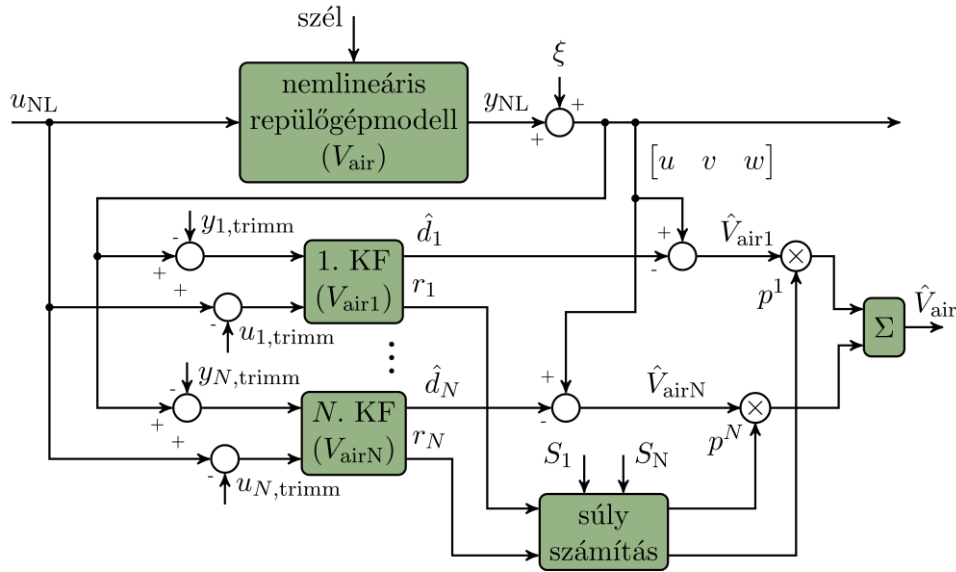 szél
ξ
u_NL
nemlineáris
repülőgépmodell
(V_air)
y_NL
+
+
[u v w]
y_1,trimm
-
+
1. KF
(V_air1)
d̂_1
r_1
+
-
V̂_air1
×
p^1
+
-
u_1,trimm
⋮
Σ
V̂_air
y_N,trimm
-
+
N. KF
(V_airN)
d̂_N
r_N
+
-
V̂_airN
×
p^N
+
-
u_N,trimm
S_1
S_N
súly
számítás